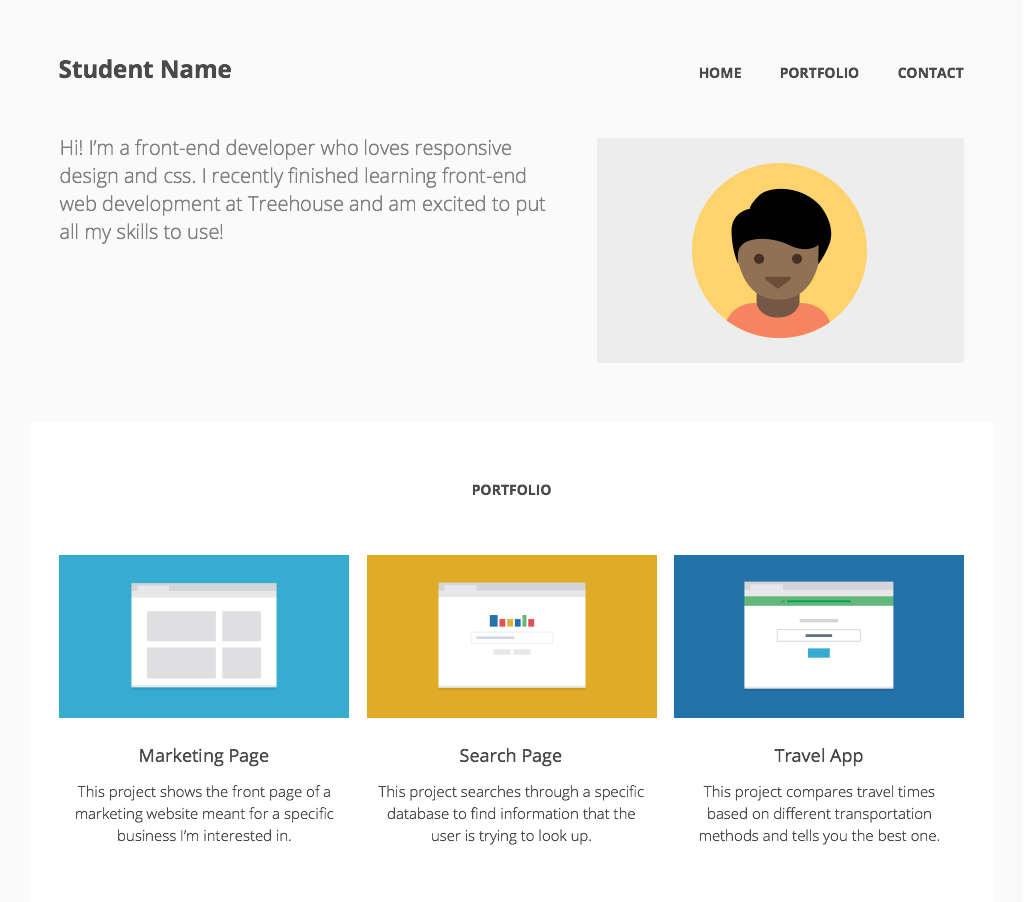 Student Name
HOME PORTFOLIO CONTACT
Hi! I’m a front-end developer who loves responsive
design and css. I recently finished learning front-end
web development at Treehouse and am excited to put
all my skills to use!
PORTFOLIO
Marketing Page
This project shows the front page of a
marketing website meant for a specific
business I’m interested in.
Search Page
This project searches through a specific
database to find information that the
user is trying to look up.
Travel App
This project compares travel times
based on different transportation
methods and tells you the best one.